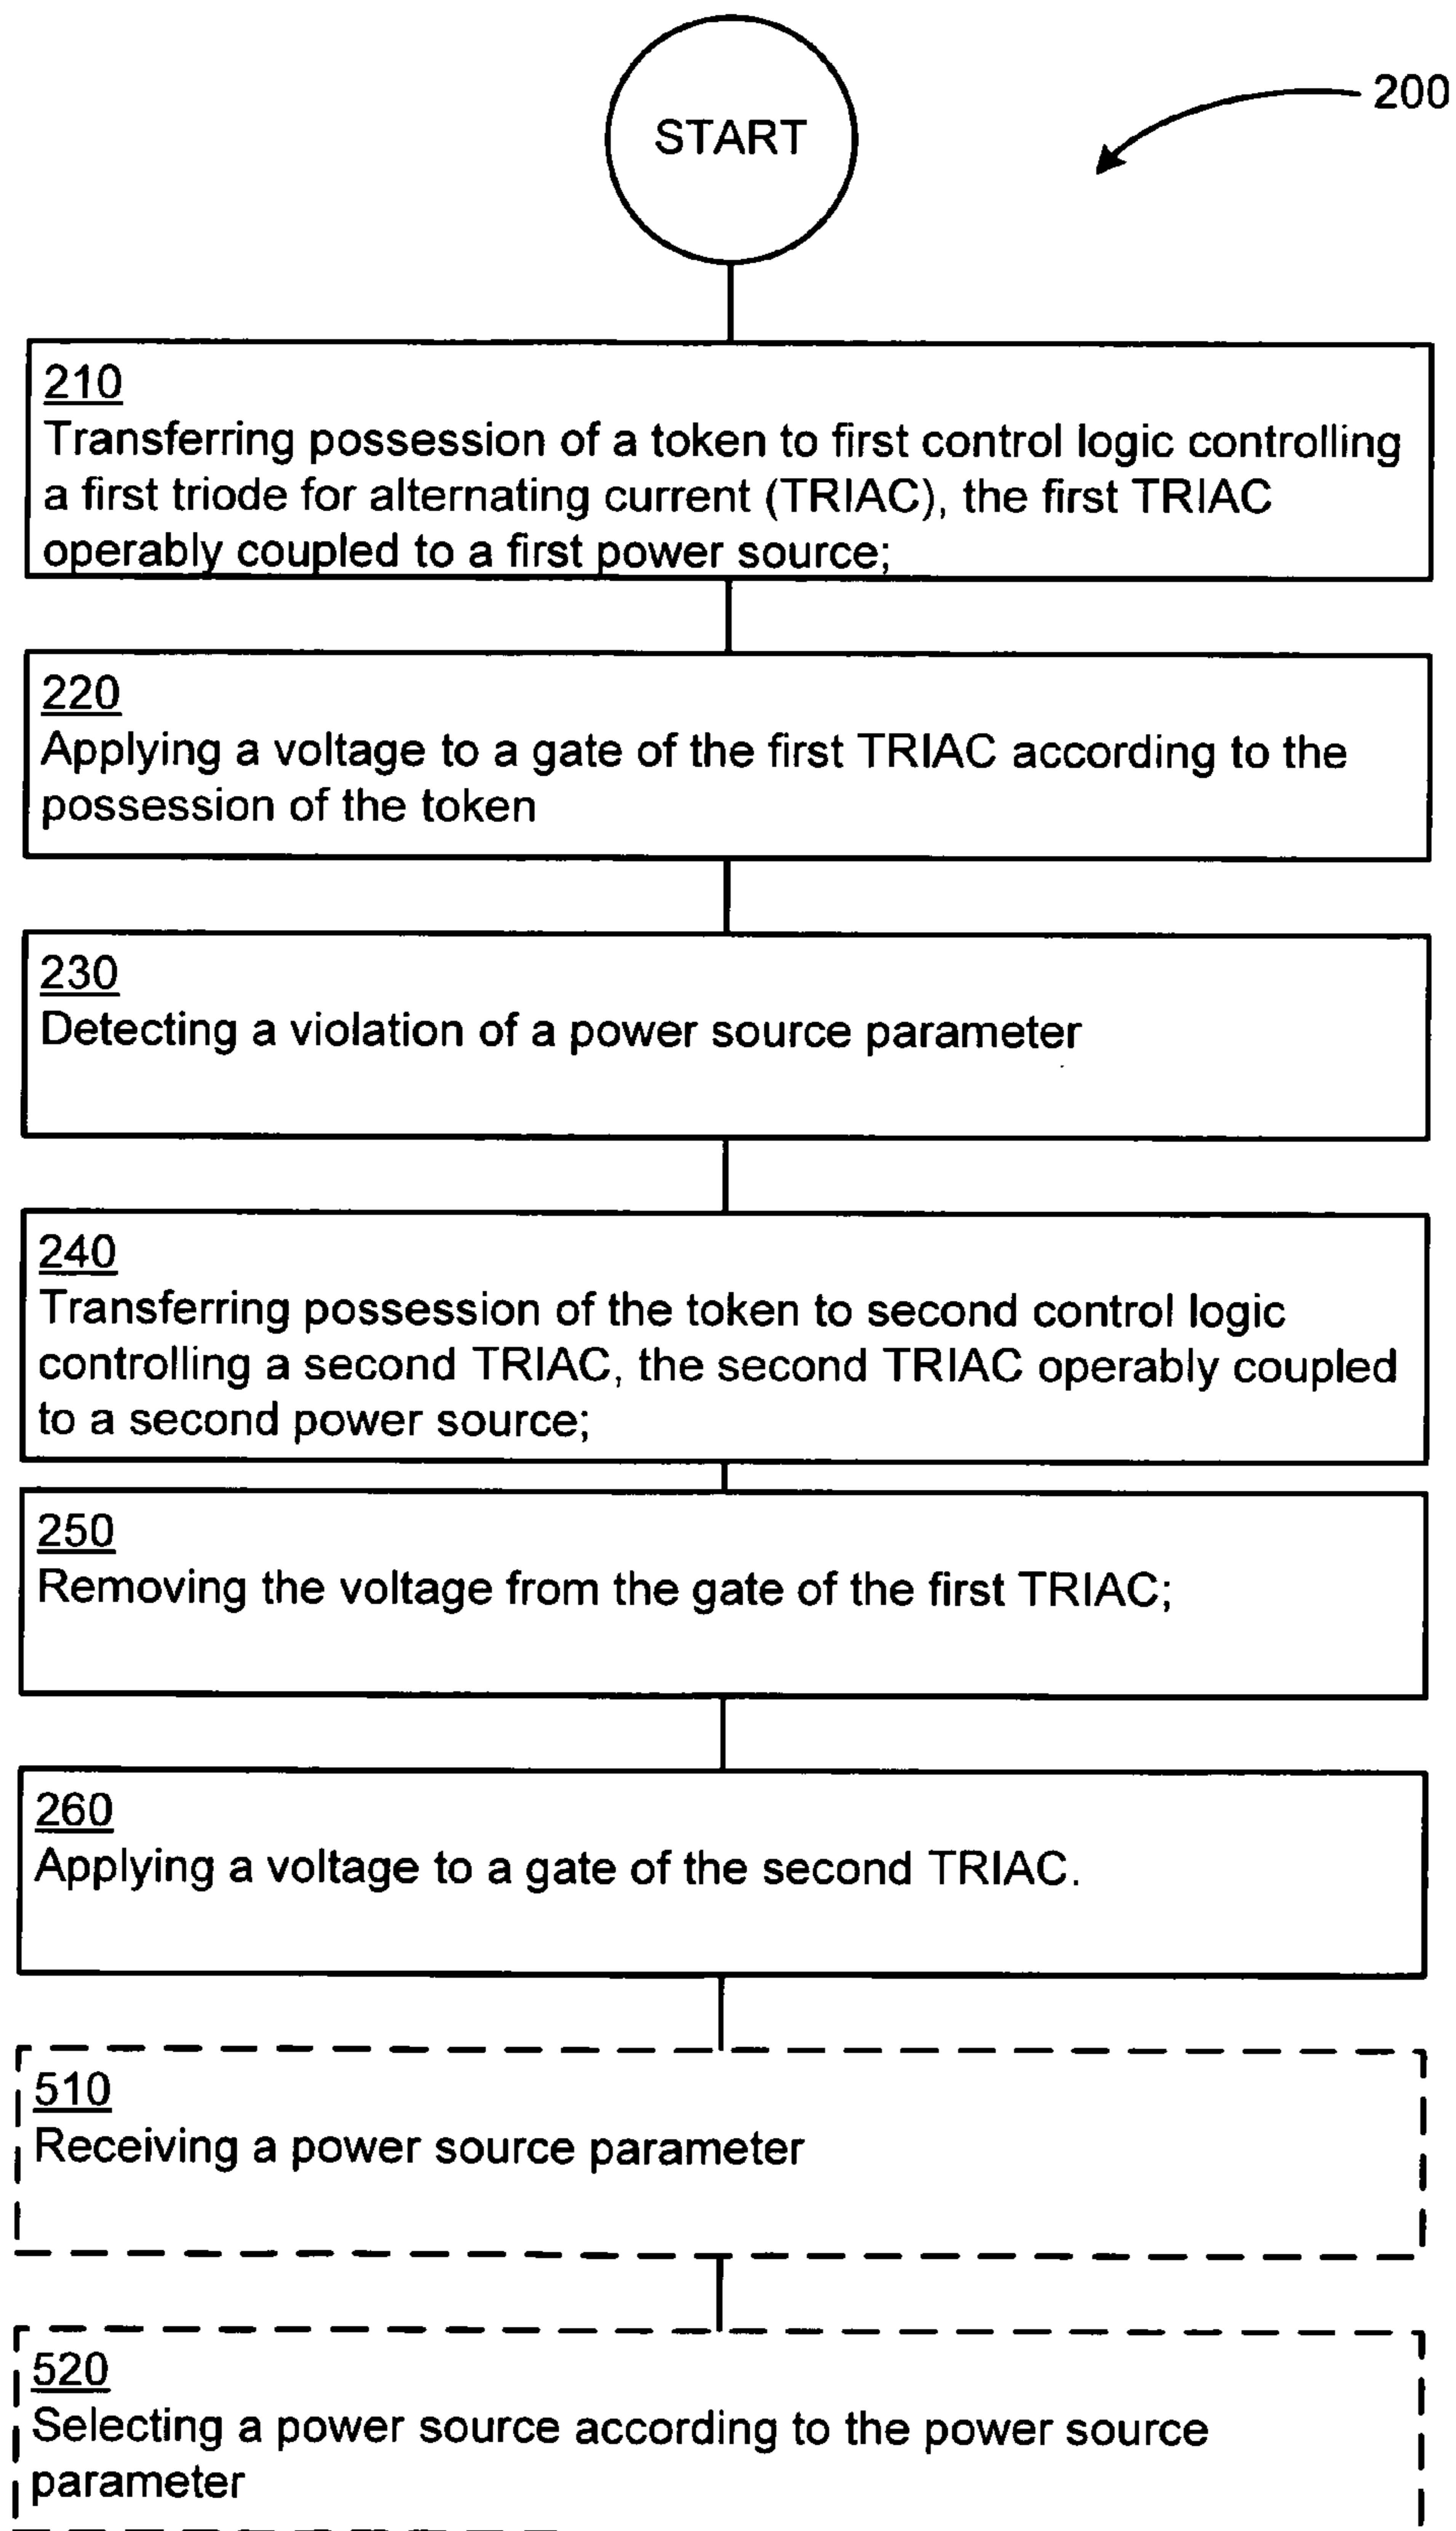 START
200
210
Transferring possession of a token to first control logic controlling
a first triode for alternating current (TRIAC), the first TRIAC
operably coupled to a first power source;
220
Applying a voltage to a gate of the first TRIAC according to the
possession of the token
230
Detecting a violation of a power source parameter
240
Transferring possession of the token to second control logic
controlling a second TRIAC, the second TRIAC operably coupled
to a second power source;
250
Removing the voltage from the gate of the first TRIAC;
260
Applying a voltage to a gate of the second TRIAC.
510
Receiving a power source parameter
520
Selecting a power source according to the power source
parameter